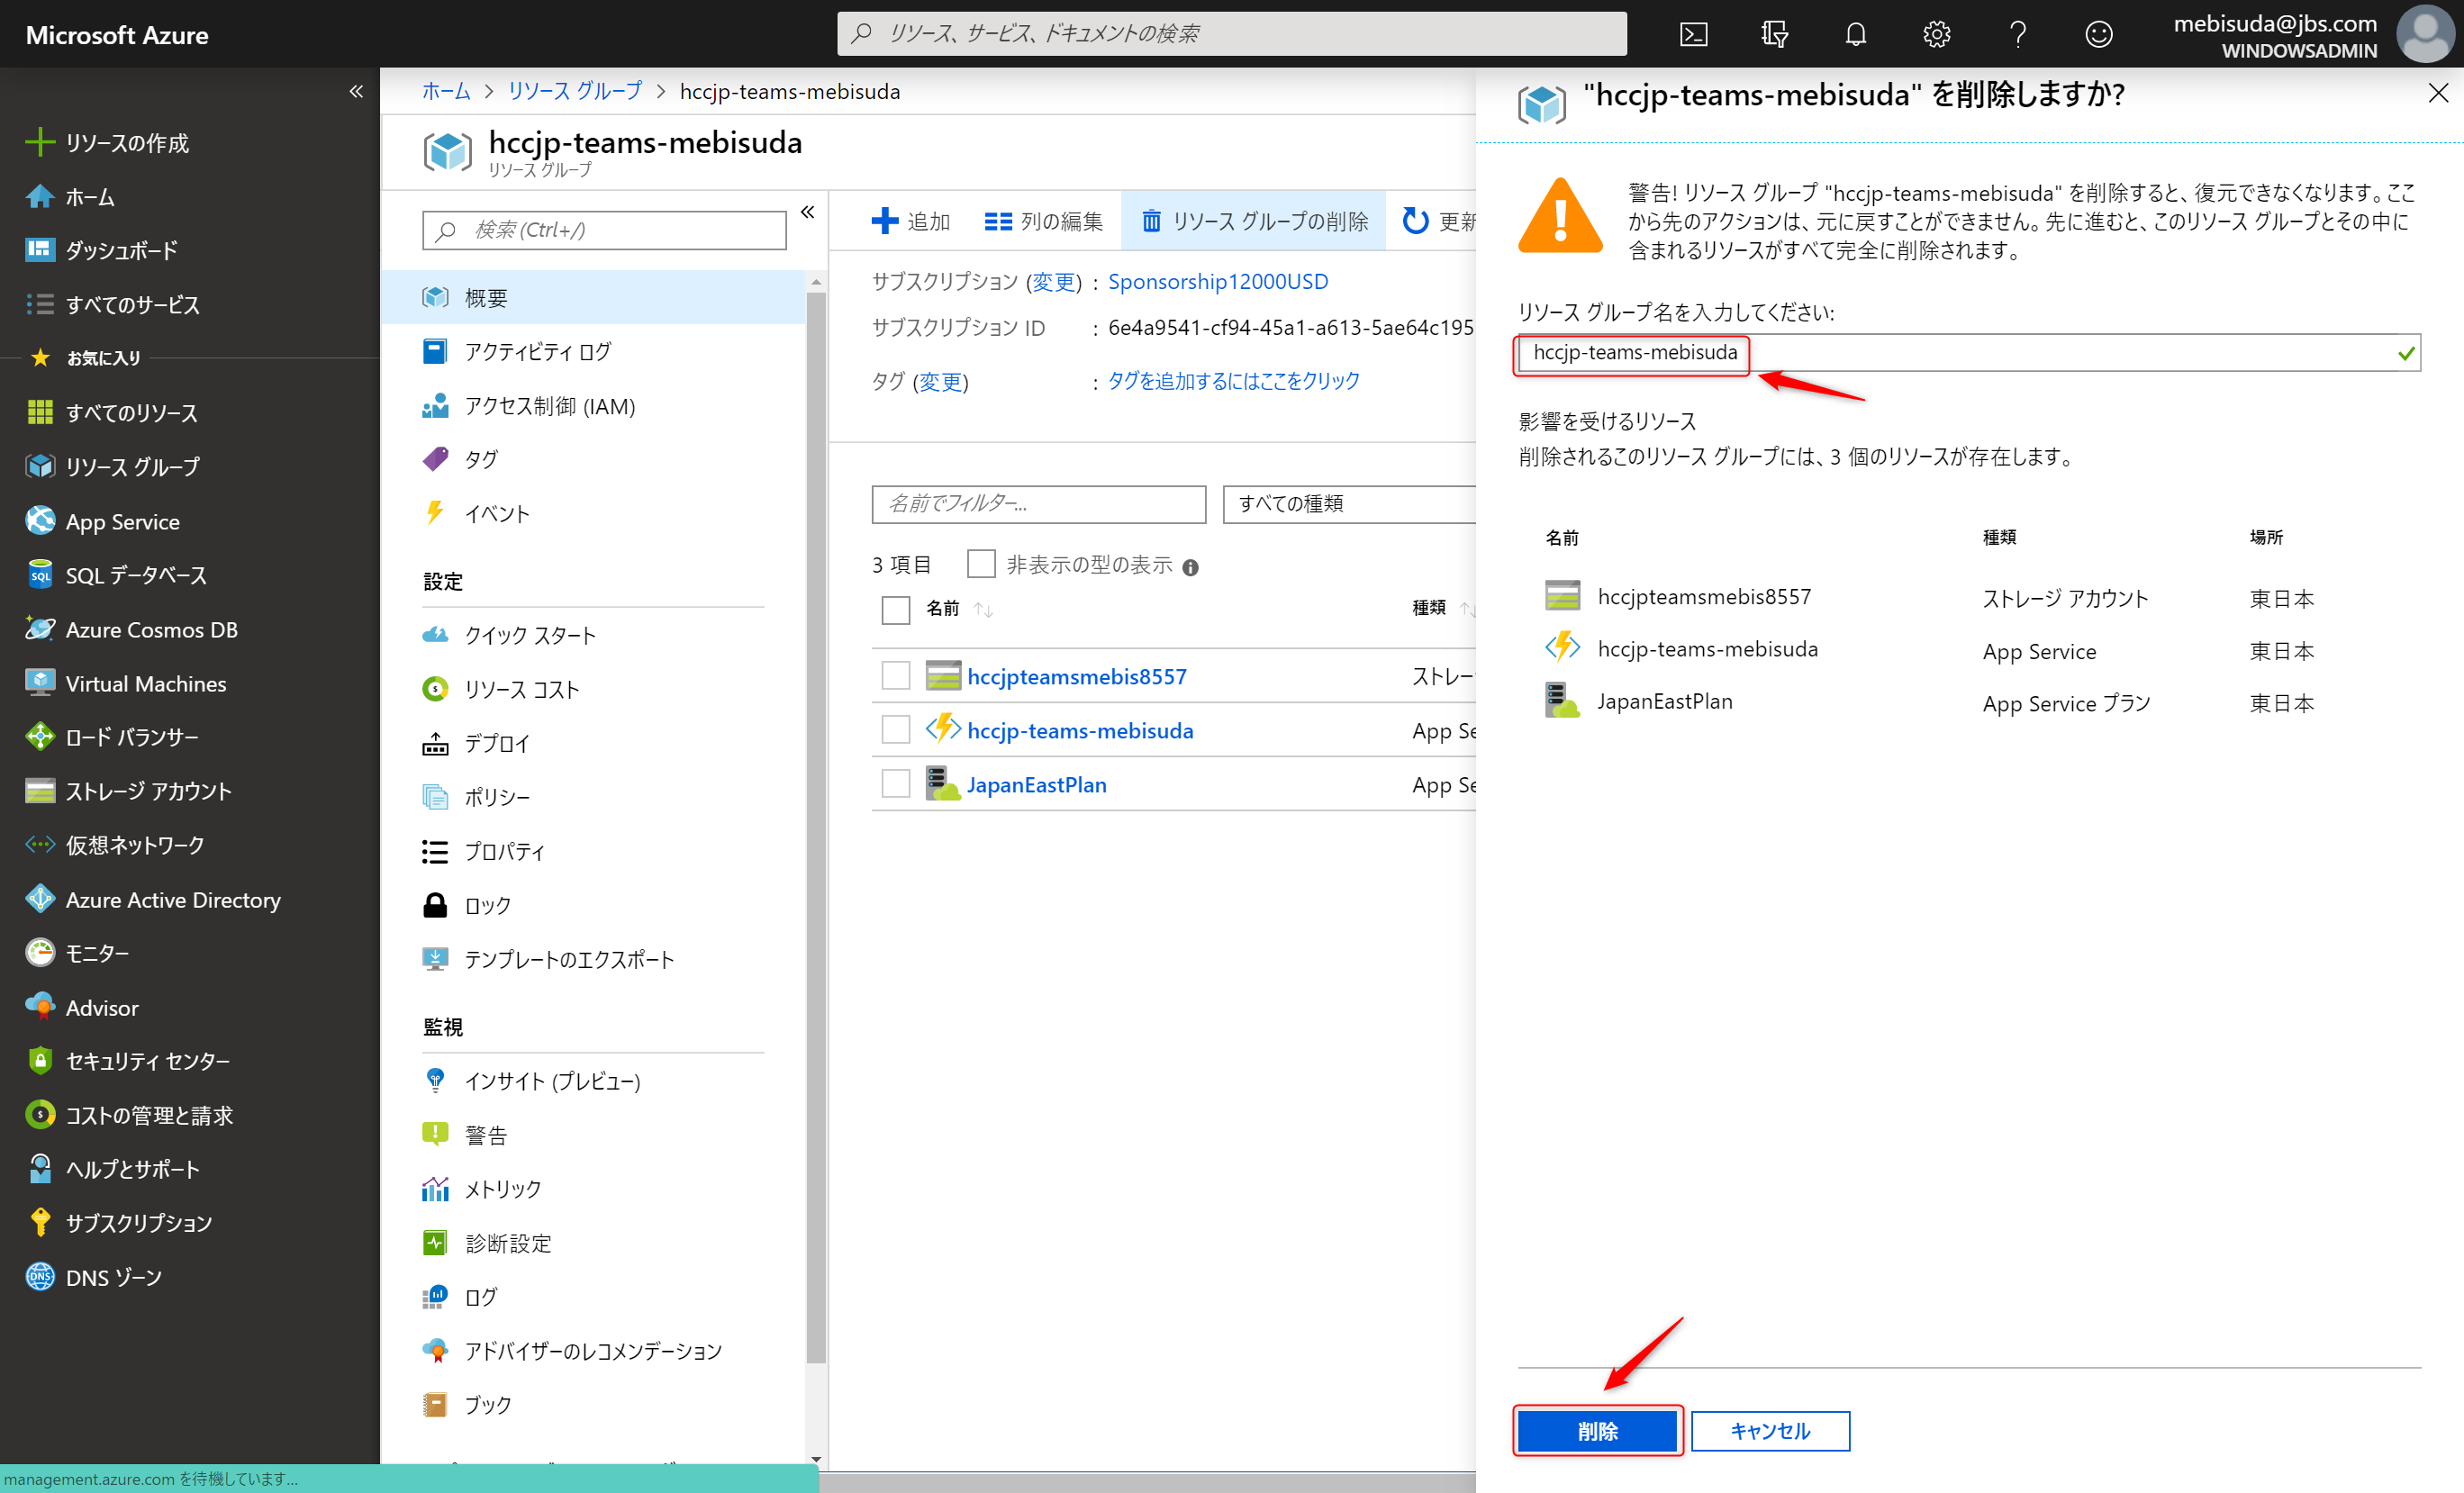 Microsoft Azure
リソース、サービス、ドキュメントの検索
mebisuda@jbs.com
WINDOWSADMIN
リソースの作成
ホーム
ダッシュボード
すべてのサービス
お気に入り
すべてのリソース
リソース グループ
App Service
SQL データベース
Azure Cosmos DB
Virtual Machines
ロード バランサー
ストレージ アカウント
仮想ネットワーク
Azure Active Directory
モニター
Advisor
セキュリティ センター
コストの管理と請求
ヘルプとサポート
サブスクリプション
DNS ゾーン
management.azure.com を待機しています...
ホーム > リソース グループ > hccjp-teams-mebisuda
hccjp-teams-mebisuda
リソース グループ
検索 (Ctrl+/)
概要
アクティビティ ログ
アクセス制御 (IAM)
タグ
イベント
設定
クイック スタート
リソース コスト
デプロイ
ポリシー
プロパティ
ロック
テンプレートのエクスポート
監視
インサイト (プレビュー)
警告
メトリック
診断設定
ログ
アドバイザーのレコメンデーション
ブック
追加 列の編集 リソース グループの削除 更新
サブスクリプション (変更) : Sponsorship12000USD
サブスクリプション ID : 6e4a9541-cf94-45a1-a613-5ae64c195
タグ (変更) : タグを追加するにはここをクリック
名前でフィルター... すべての種類
3 項目 非表示の型の表示
名前 種類
hccjpteamsmebis8557 ストレー
hccjp-teams-mebisuda App Se
JapanEastPlan App Se
"hccjp-teams-mebisuda" を削除しますか?
警告! リソース グループ "hccjp-teams-mebisuda" を削除すると、復元できなくなります。ここ
から先のアクションは、元に戻すことができません。先に進むと、このリソース グループとその中に
含まれるリソースがすべて完全に削除されます。
リソース グループ名を入力してください:
hccjp-teams-mebisuda
影響を受けるリソース
削除されるこのリソース グループには、3 個のリソースが存在します。
名前 種類 場所
hccjpteamsmebis8557 ストレージ アカウント 東日本
hccjp-teams-mebisuda App Service 東日本
JapanEastPlan App Service プラン 東日本
削除 キャンセル